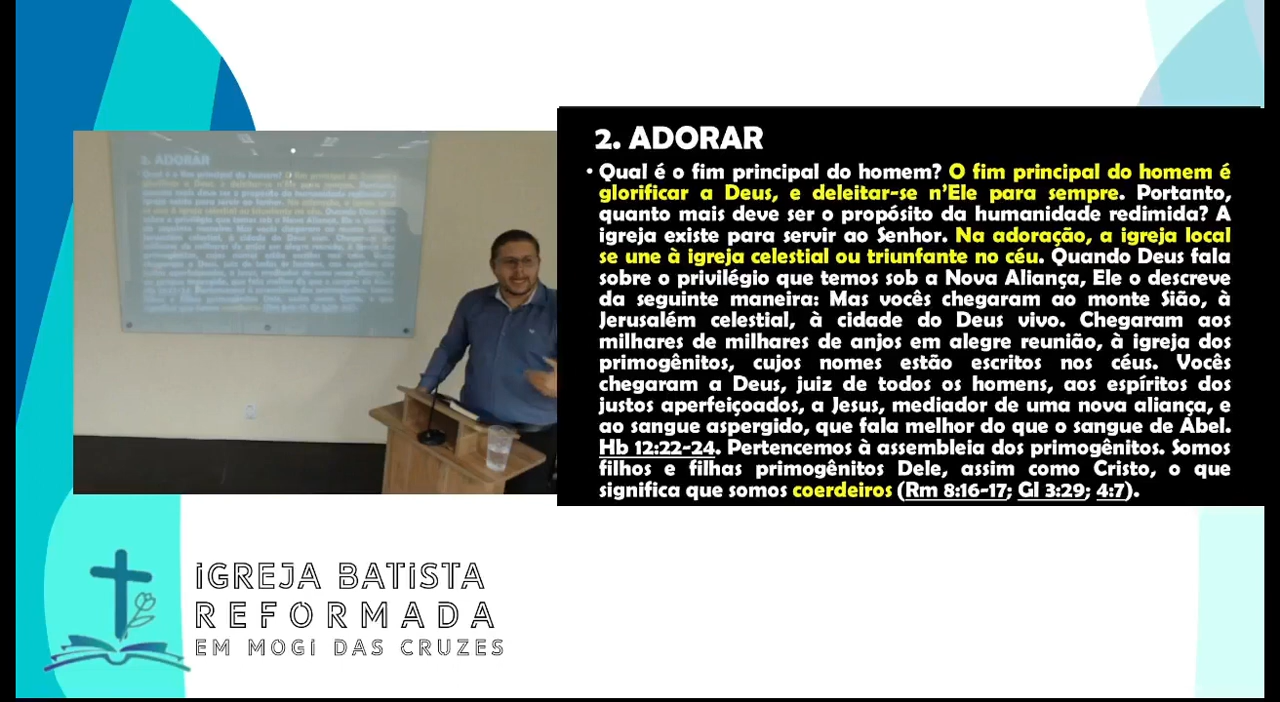 2. ADORAR
• Qual é o fim principal do homem? O fim principal do homem é
glorificar a Deus, e deleitar-se n'Ele para sempre. Portanto,
quanto mais deve ser o propósito da humanidade redimida? A
igreja existe para servir ao Senhor. Na adoração, a igreja local
se une à igreja celestial ou triunfante no céu. Quando Deus fala
sobre o privilégio que temos sob a Nova Aliança, Ele o descreve
da seguinte maneira: Mas vocês chegaram ao monte Sião, à
Jerusalém celestial, à cidade do Deus vivo. Chegaram aos
milhares de milhares de anjos em alegre reunião, à igreja dos
primogênitos, cujos nomes estão escritos nos céus. Vocês
chegaram a Deus, juiz de todos os homens, aos espíritos dos
justos aperfeiçoados, a Jesus, mediador de uma nova aliança, e
ao sangue aspergido, que fala melhor do que o sangue de Abel.
Hb 12:22-24. Pertencemos à assembleia dos primogênitos. Somos
filhos e filhas primogênitos Dele, assim como Cristo, o que
significa que somos coerdeiros (Rm 8:16-17; Gl 3:29; 4:7).
2. ADORAR
IGREJA BATISTA
REFORMADA
EM MOGI DAS CRUZES